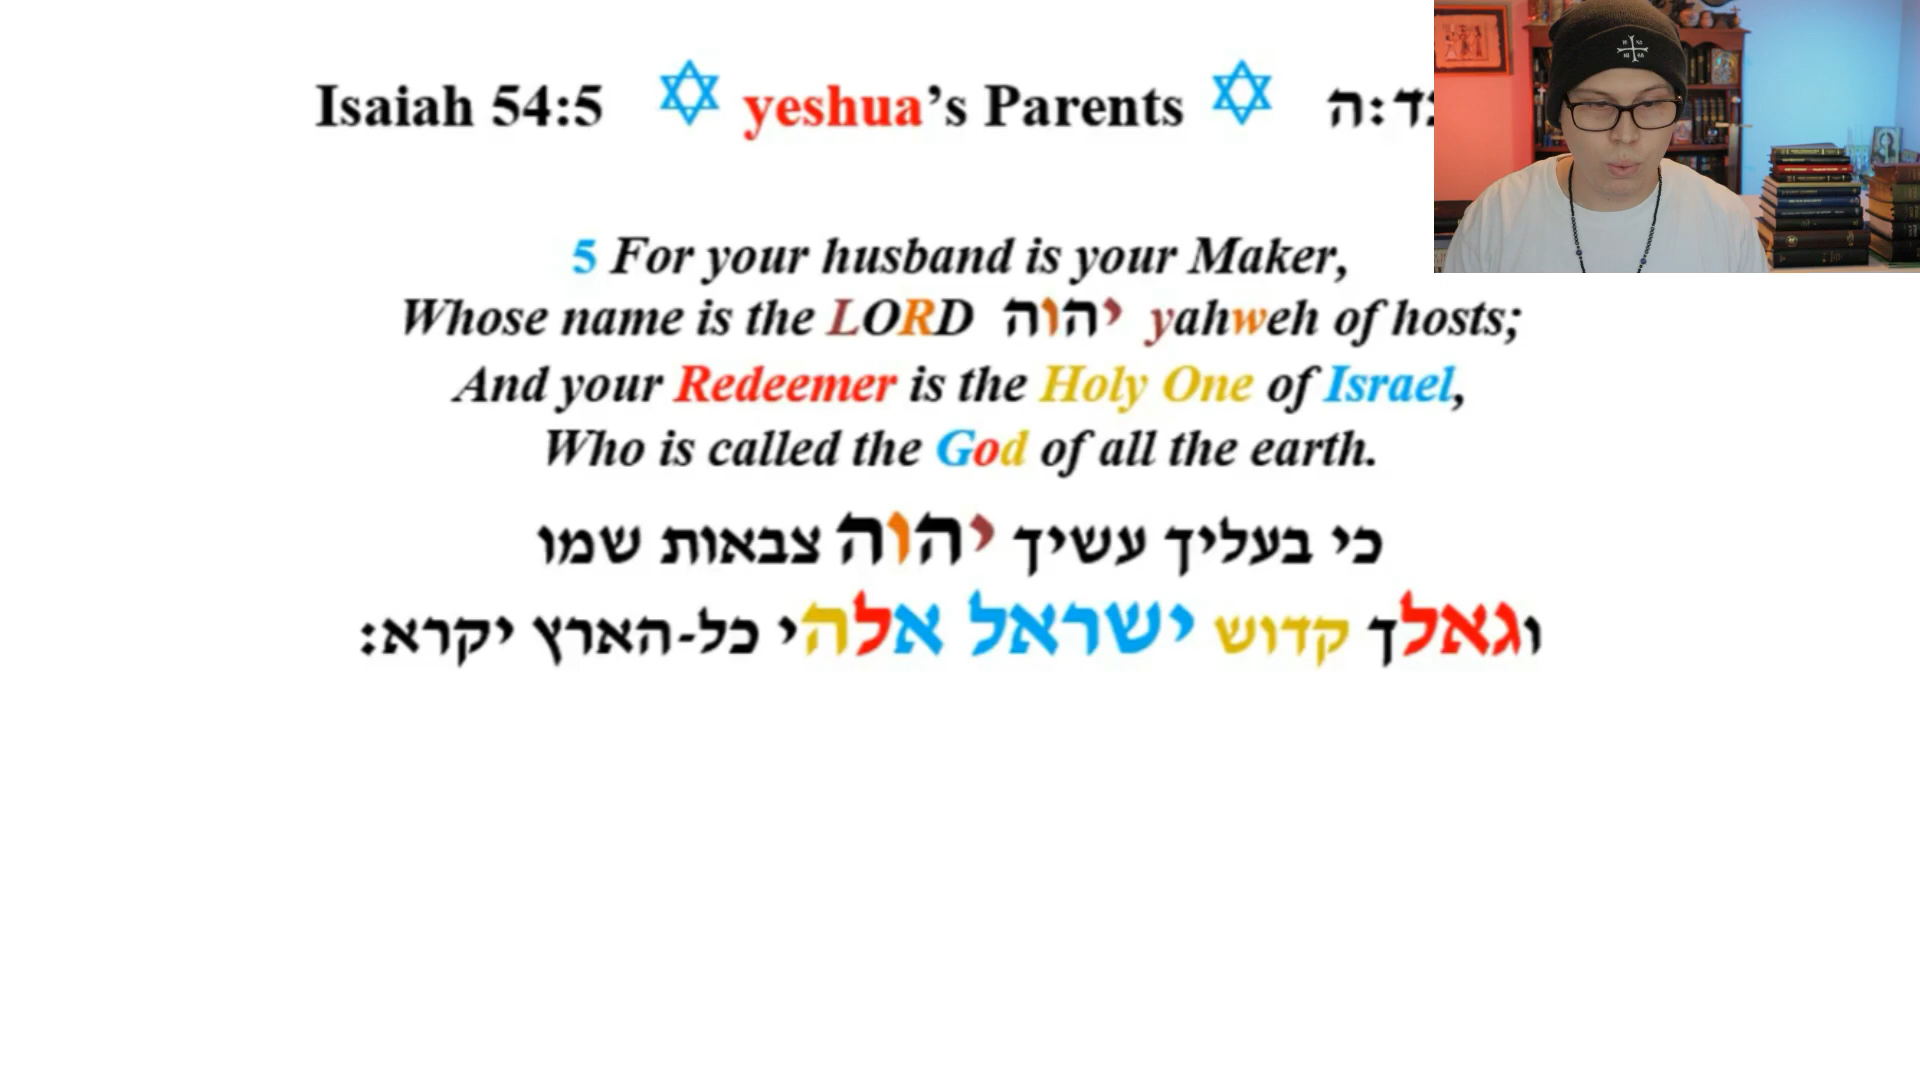 Isaiah 54:5 ✡ yeshua’s Parents ✡
5 For your husband is your Maker,
Whose name is the LORD יהוה yahweh of hosts;
And your Redeemer is the Holy One of Israel,
Who is called the God of all the earth.
כי בעליך עשיך יהוה צבאות שמו
וגאלך קדוש ישראל אלהי כל-הארץ יקרא: